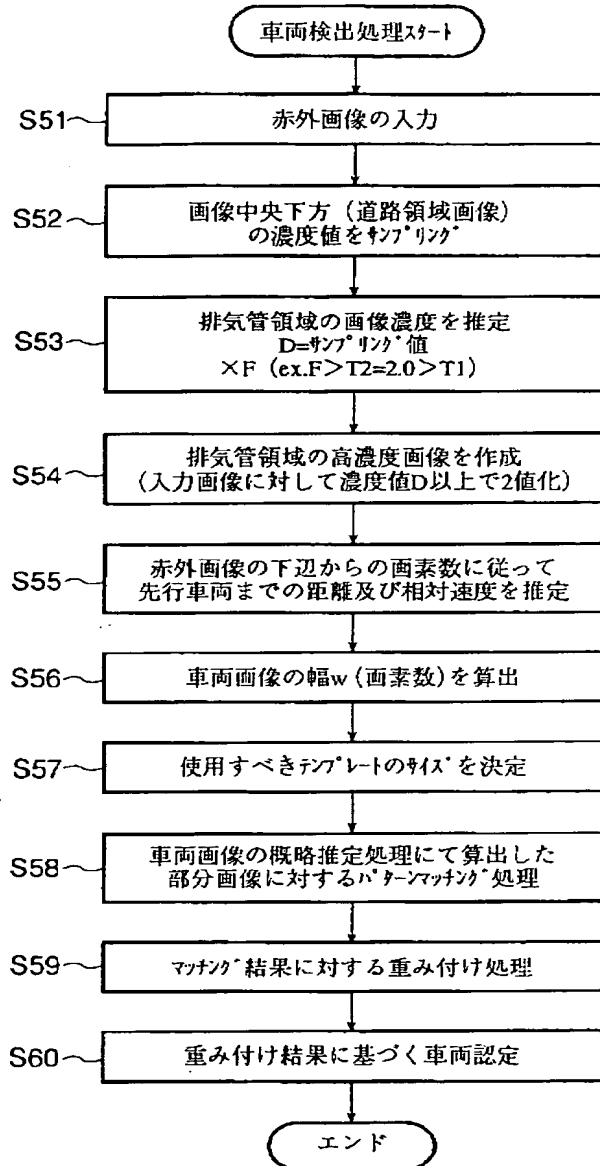 車両検出処理スタート
S51
赤外画像の入力
S52
画像中央下方（道路領域画像）
の濃度値をサンプリング
S53
排気管領域の画像濃度を推定
D=サンプリング値
×F（ex.F＞T2=2.0＞T1）
S54
排気管領域の高濃度画像を作成
（入力画像に対して濃度値D以上で2値化）
S55
赤外画像の下辺からの画素数に従って
先行車両までの距離及び相対速度を推定
S56
車両画像の幅w（画素数）を算出
S57
使用すべきテンプレートのサイズを決定
S58
車両画像の概略推定処理にて算出した
部分画像に対するパターンマッチング処理
S59
マッチング結果に対する重み付け処理
S60
重み付け結果に基づく車両認定
エンド